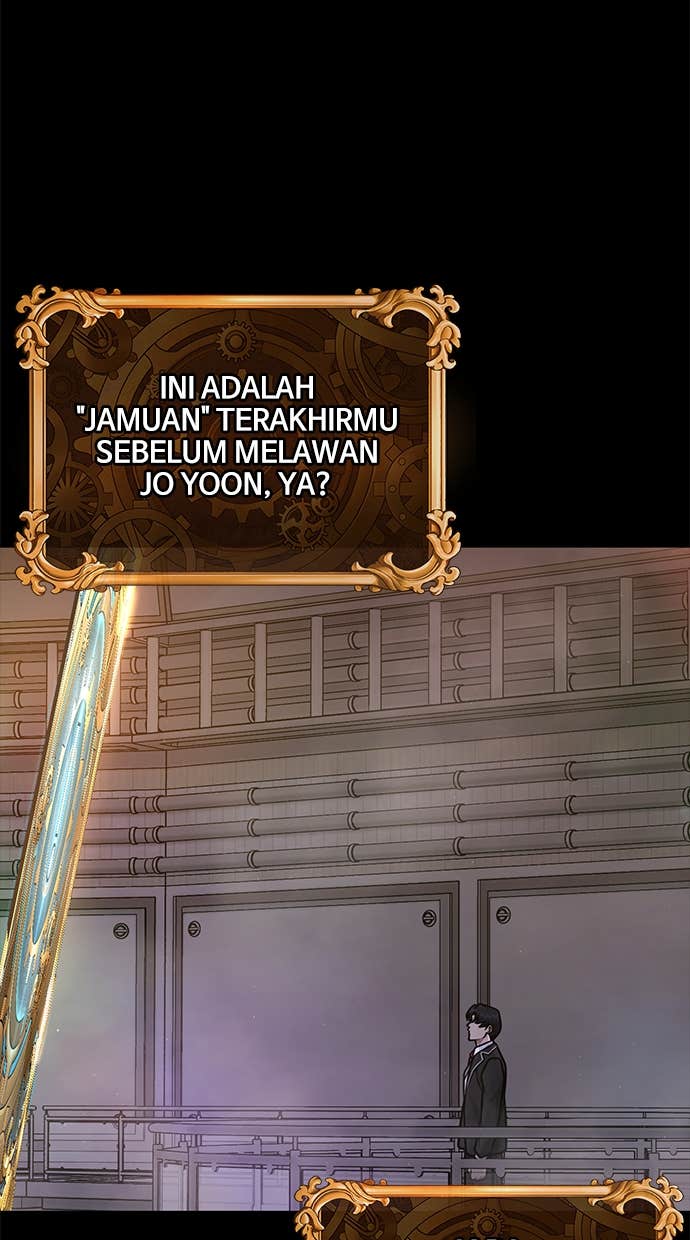 INI ADALAH
"JAMUAN" TERAKHIRMU
SEBELUM MELAWAN
JO YOON, YA?